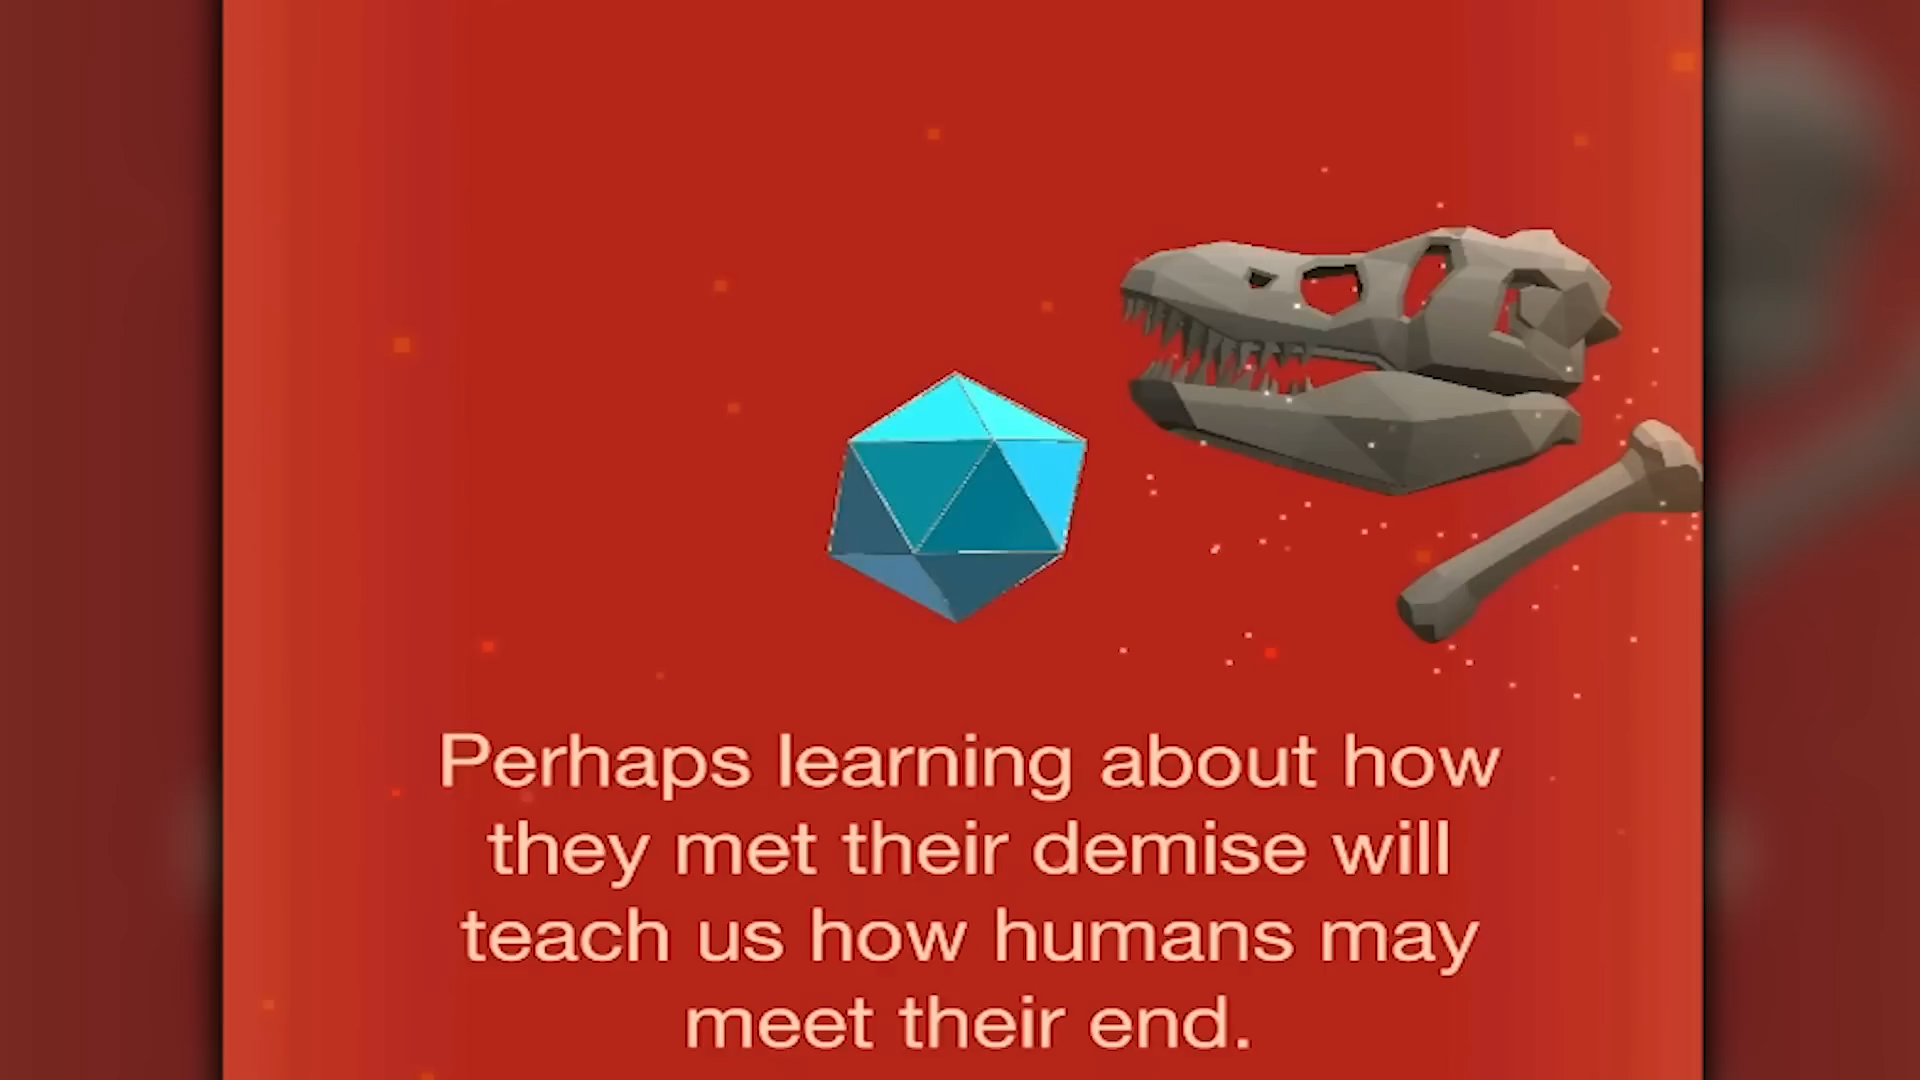 Perhaps learning about how
they met their demise will
teach us how humans may
meet their end.